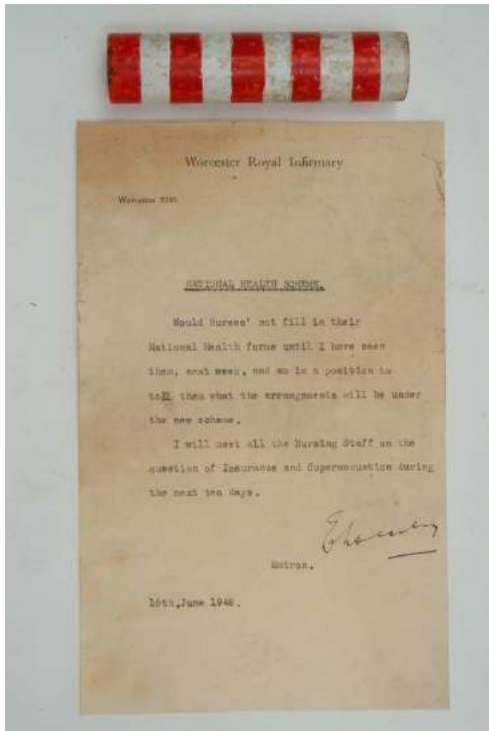 Worcester Royal Infirmary
Worcester
NATIONAL HEALTH SCHEME.
Would Nurses' not fill in their
National Health forms until I have seen
them, next week, and am in a position to
tell them what the arrangements will be under
the new scheme.
I will meet all the Nursing Staff on the
question of Insurance and Superannuation during
the next ten days.
Matron.
June 1948.